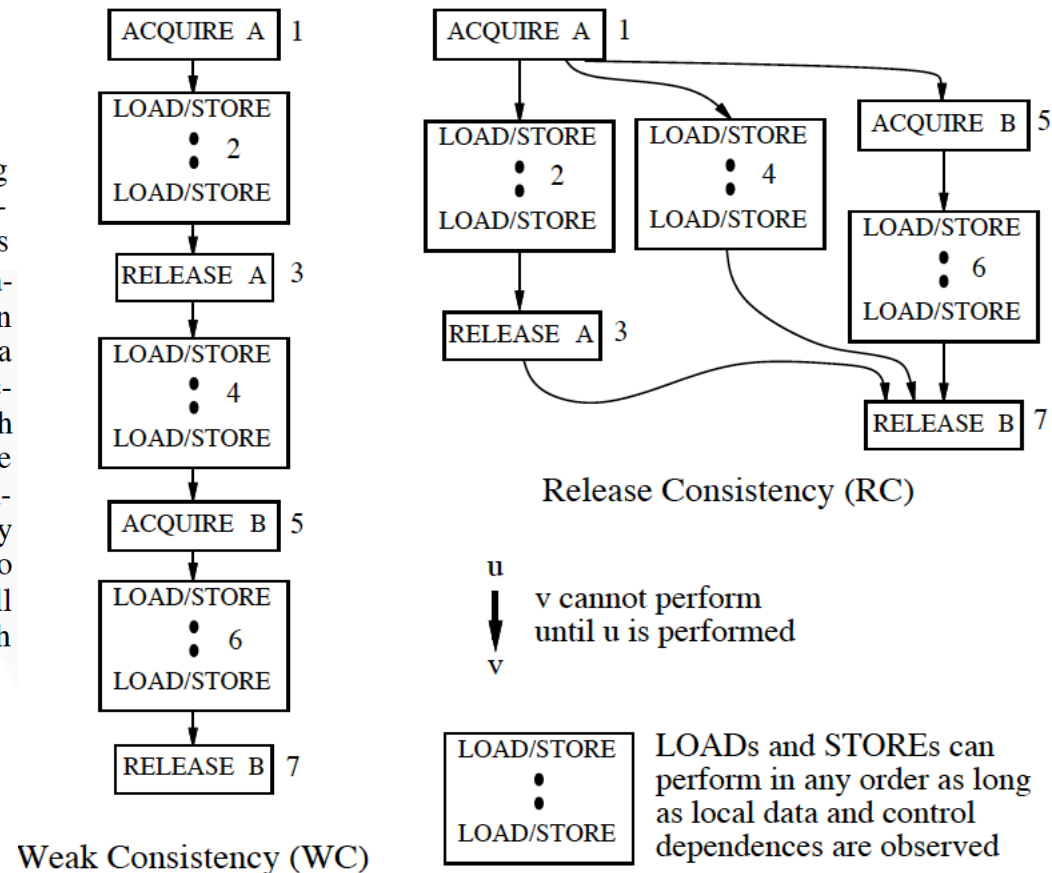 g
-
s
n-
n
a
-
h
e
-
y
o
ll
h
ACQUIRE A 1
LOAD/STORE
2
LOAD/STORE
RELEASE A 3
LOAD/STORE
4
LOAD/STORE
ACQUIRE B 5
LOAD/STORE
6
LOAD/STORE
RELEASE B 7
Weak Consistency (WC)
ACQUIRE A 1
LOAD/STORE
2
LOAD/STORE
RELEASE A 3
LOAD/STORE
4
LOAD/STORE
ACQUIRE B 5
LOAD/STORE
6
LOAD/STORE
RELEASE B 7
Release Consistency (RC)
u
v cannot perform
until u is performed
v
LOAD/STORE
LOAD/STORE
LOADs and STOREs can
perform in any order as long
as local data and control
dependences are observed